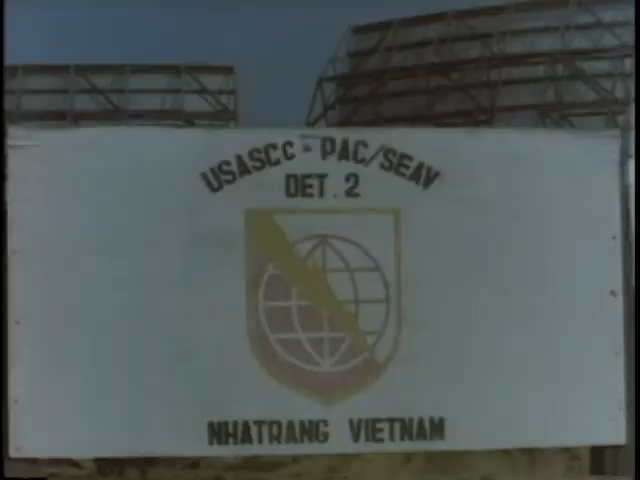 USASCC - PAC/SEAV
DET. 2
NHATRANG VIETNAM